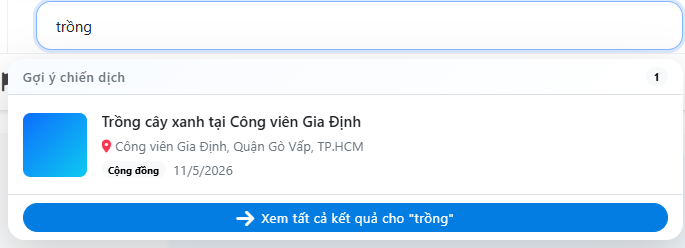 trồng
Gợi ý chiến dịch 1
Trồng cây xanh tại Công viên Gia Định
Công viên Gia Định, Quận Gò Vấp, TP.HCM
Cộng đồng 11/5/2026
Xem tất cả kết quả cho "trồng"